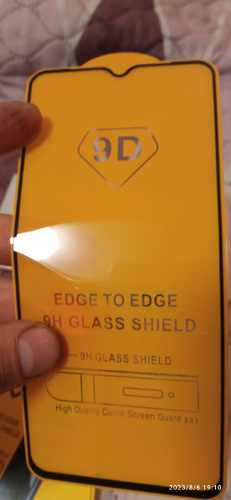 9D
EDGE TO EDGE
9H GLASS SHIELD
9H GLASS SHIELD
High Quality Curve Screen Guard
2023/8/6 19:10